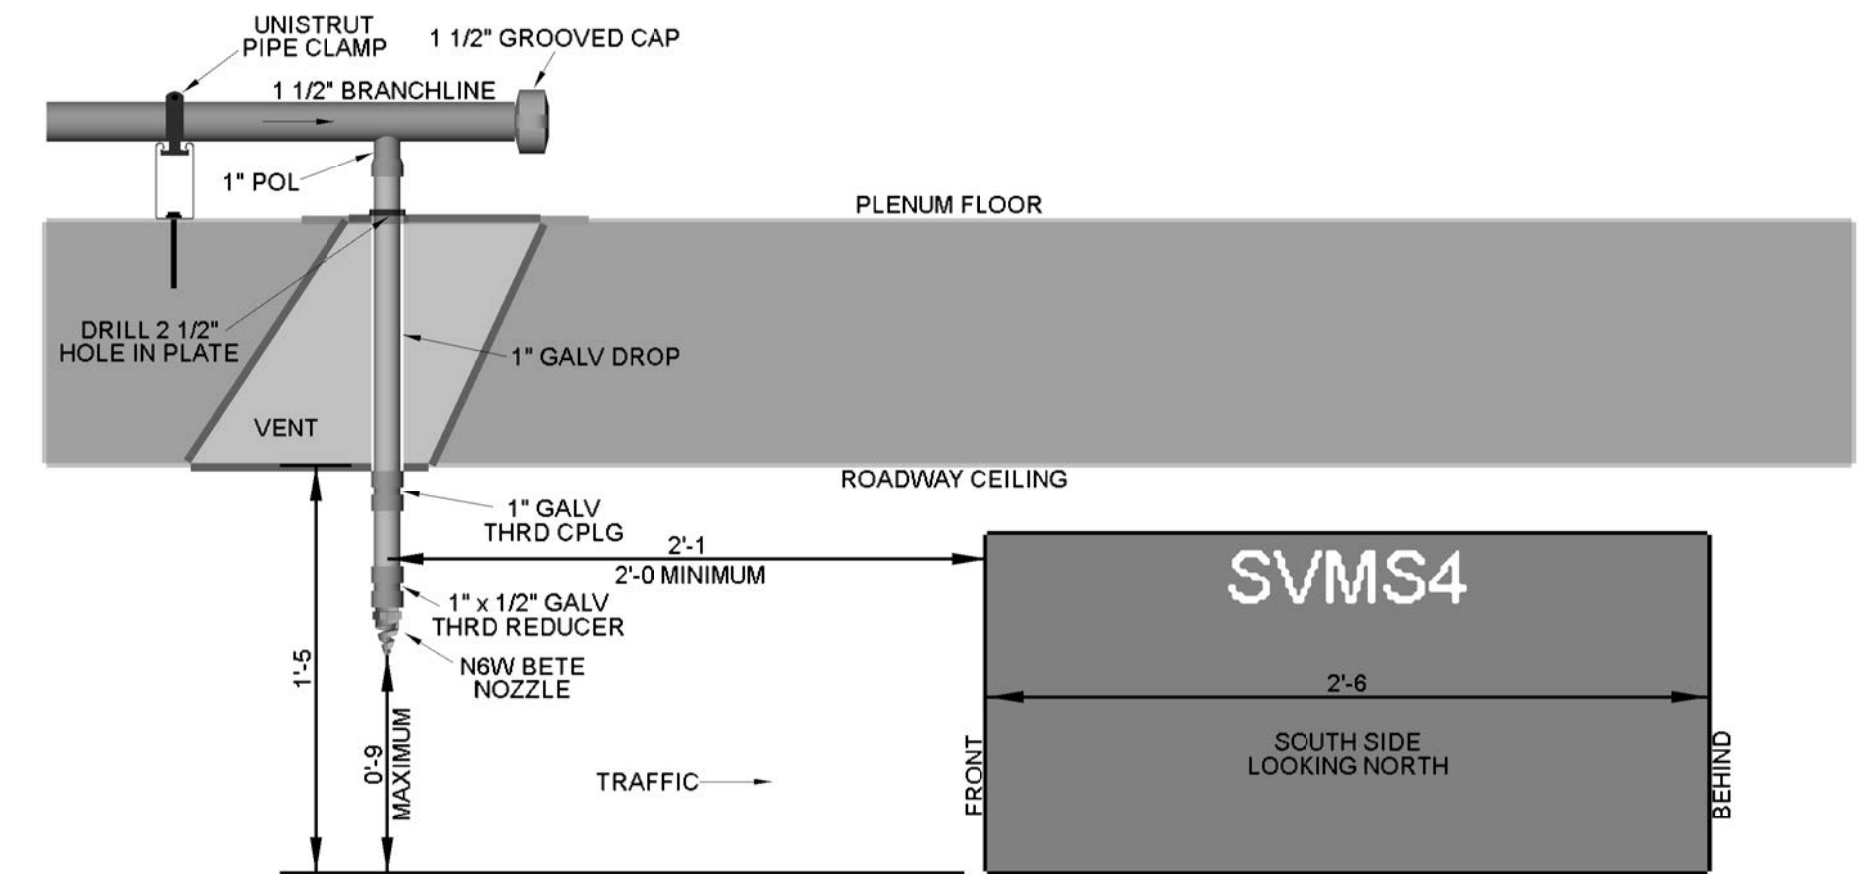 UNISTRUT
PIPE CLAMP
1 1/2" GROOVED CAP
1 1/2" BRANCHLINE
1" POL
PLENUM FLOOR
DRILL 2 1/2"
HOLE IN PLATE
1" GALV DROP
VENT
ROADWAY CEILING
1" GALV
THRD CPLG
2'-1
2'-0 MINIMUM
SVMS4
1" x 1/2" GALV
THRD REDUCER
N6W BETE
NOZZLE
1'-5
0'-9
MAXIMUM
2'-6
TRAFFIC
FRONT
SOUTH SIDE
LOOKING NORTH
BEHIND